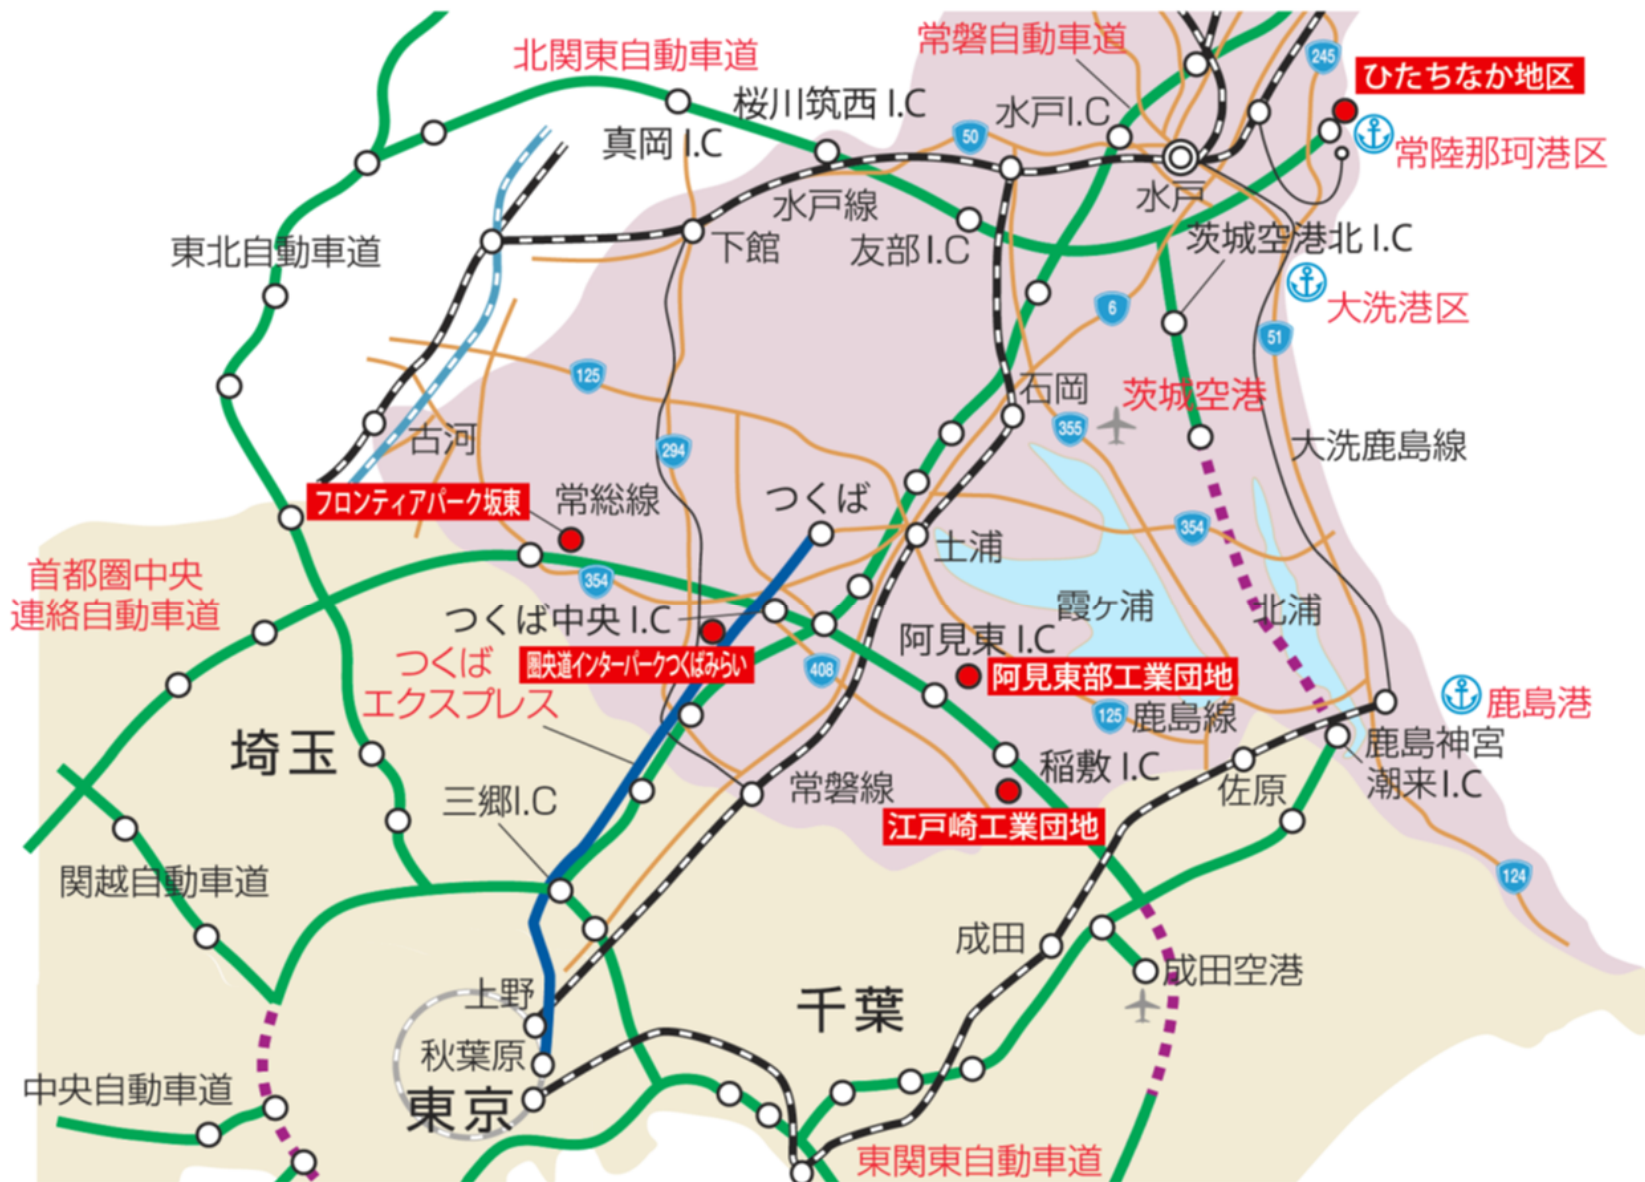 北関東自動車道
常磐自動車道
245
ひたちなか地区
桜川筑西 I.C
水戸I.C
50
真岡 I.C
常陸那珂港区
水戸線
水戸
東北自動車道
下館
友部 I.C
茨城空港北 I.C
6
大洗港区
51
125
石岡
茨城空港
355
古河
294
大洗鹿島線
フロンティアパーク坂東
常総線
つくば
354
土浦
首都圏中央
連絡自動車道
354
つくば中央 I.C
霞ヶ浦
北浦
阿見東 I.C
つくば
エクスプレス
圏央道インターパークつくばみらい
408
阿見東部工業団地
125
鹿島線
鹿島港
埼玉
稲敷 I.C
鹿島神宮
潮来I.C
佐原
三郷I.C
常磐線
江戸崎工業団地
関越自動車道
124
成田
成田空港
上野
千葉
秋葉原
中央自動車道
東京
東関東自動車道